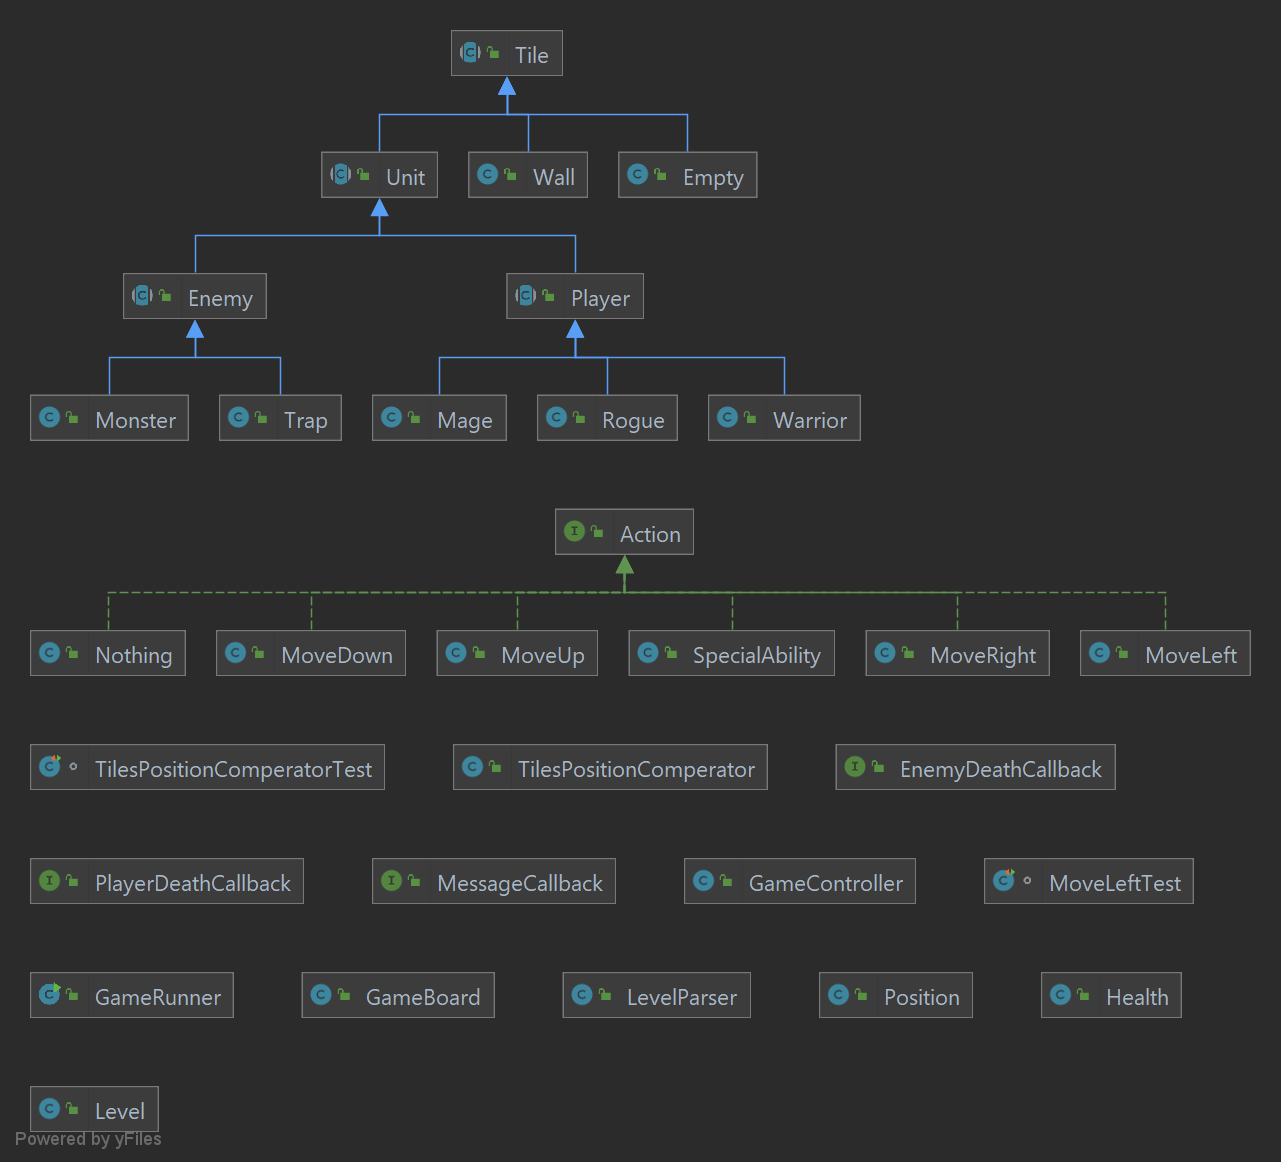 Tile
Unit Wall Empty
Enemy Player
Monster Trap Mage Rogue Warrior
Action
Nothing MoveDown MoveUp SpecialAbility MoveRight MoveLeft
TilesPositionComperatorTest TilesPositionComperator EnemyDeathCallback
PlayerDeathCallback MessageCallback GameController MoveLeftTest
GameRunner GameBoard LevelParser Position Health
Level
Powered by yFiles